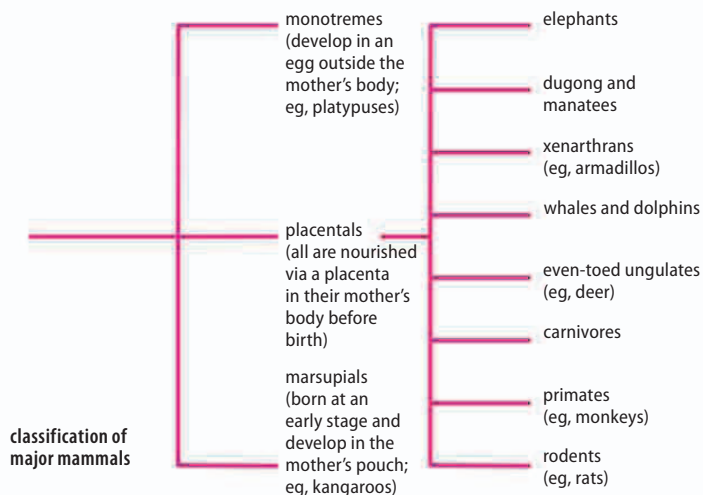 monotremes
(develop in an
egg outside the
mother's body;
eg, platypuses)
placentals
(all are nourished
via a placenta
in their mother's
body before
birth)
marsupials
(born at an
early stage and
develop in the
mother's pouch;
eg, kangaroos)
elephants
dugong and
manatees
xenarthrans
(eg, armadillos)
whales and dolphins
even-toed ungulates
(eg, deer)
carnivores
primates
(eg, monkeys)
rodents
(eg, rats)
classification of
major mammals